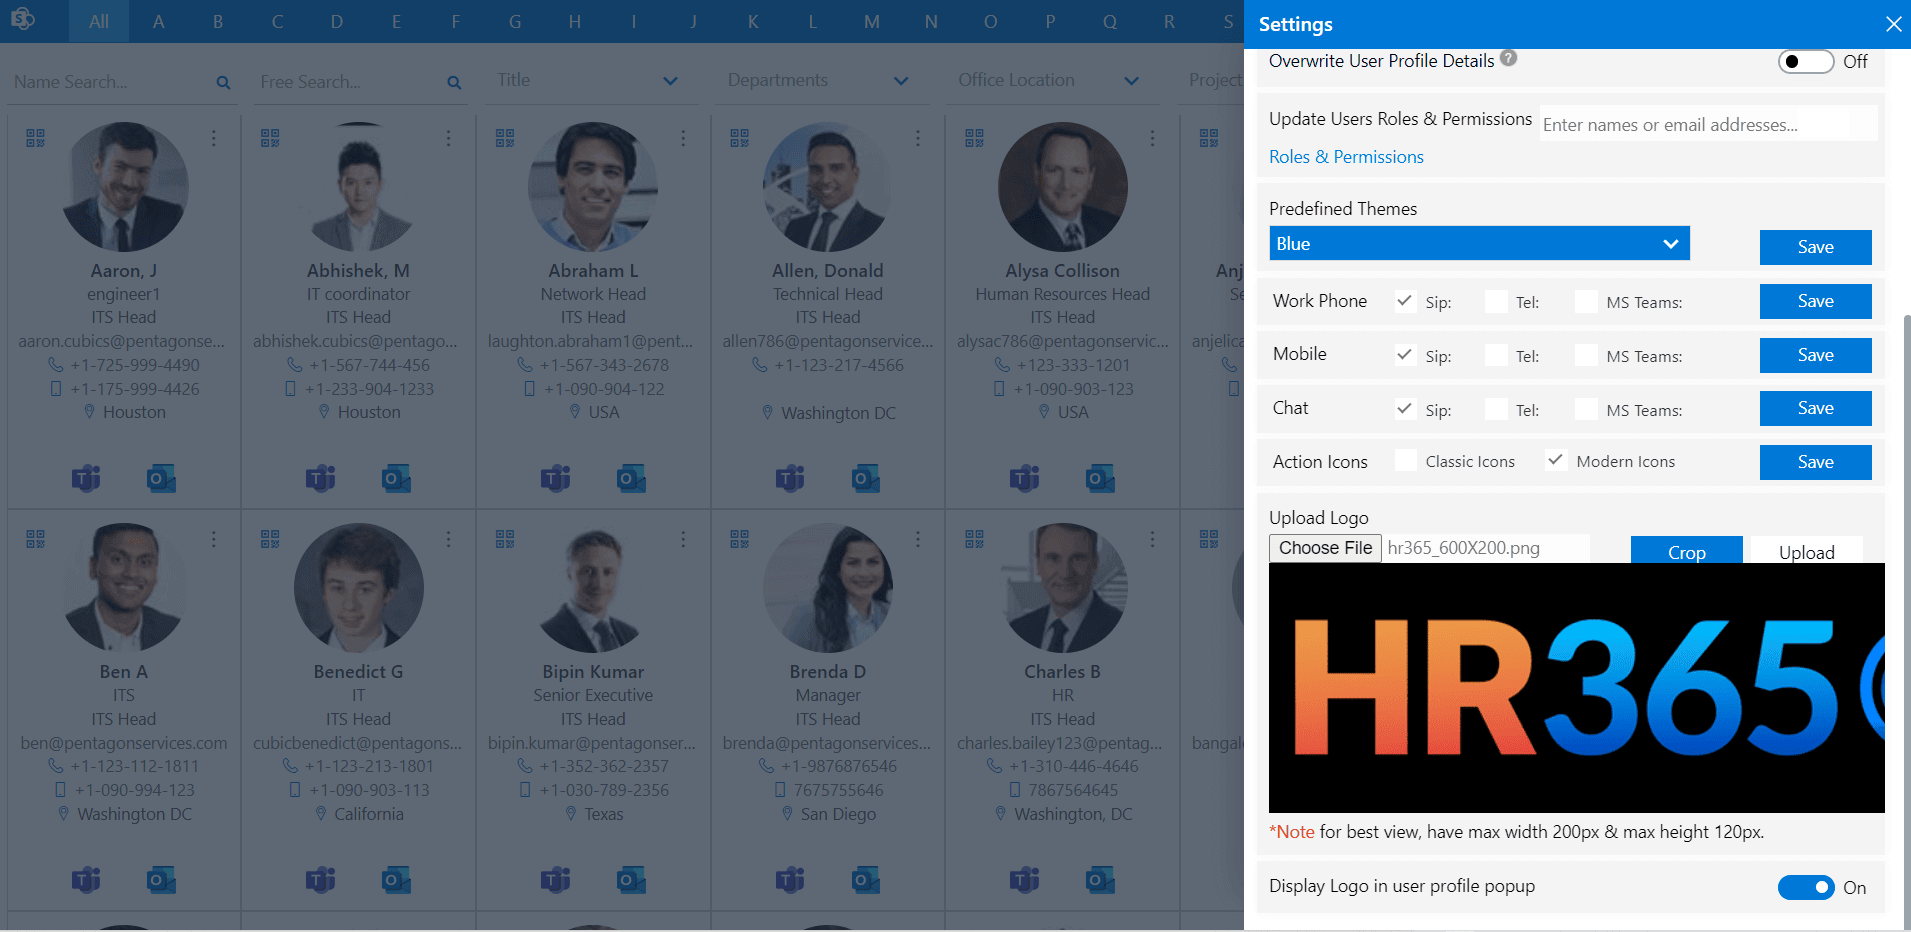 All A B C D E F G H I J K L M N O P Q R S
Name Search...
Free Search...
Title
Departments
Office Location
Project
Aaron, J
engineer1
ITS Head
aaron.cubics@pentagonse...
+1-725-999-4490
+1-175-999-4426
Houston
Abhishek, M
IT coordinator
ITS Head
abhishek.cubics@pentago...
+1-567-744-456
+1-233-904-1233
Houston
Abraham L
Network Head
ITS Head
laughton.abraham1@pent...
+1-567-343-2678
+1-090-904-122
USA
Allen, Donald
Technical Head
ITS Head
allen786@pentagonservice...
+1-123-217-4566
Washington DC
Alysa Collison
Human Resources Head
ITS Head
alysac786@pentagonservic...
+123-333-1201
+1-090-903-123
USA
Anj
Se
ITS
anjelica
Ben A
ITS
ITS Head
ben@pentagonservices.com
+1-123-112-1811
+1-090-994-123
Washington DC
Benedict G
IT
ITS Head
cubicbenedict@pentagons...
+1-123-213-1801
+1-090-903-113
California
Bipin Kumar
Senior Executive
ITS Head
bipin.kumar@pentagonser...
+1-352-362-2357
+1-030-789-2356
Texas
Brenda D
Manager
ITS Head
brenda@pentagonservices...
+1-9876876546
7675755646
San Diego
Charles B
HR
ITS Head
charles.bailey123@pentag...
+1-310-446-4646
7867564645
Washington, DC
bangal
Settings
Overwrite User Profile Details ?
Off
Update Users Roles & Permissions
Enter names or email addresses...
Roles & Permissions
Predefined Themes
Blue
Save
Work Phone Sip: Tel: MS Teams: Save
Mobile Sip: Tel: MS Teams: Save
Chat Sip: Tel: MS Teams: Save
Action Icons Classic Icons Modern Icons Save
Upload Logo
Choose File hr365_600X200.png Crop Upload
HR365
*Note for best view, have max width 200px & max height 120px.
Display Logo in user profile popup
On